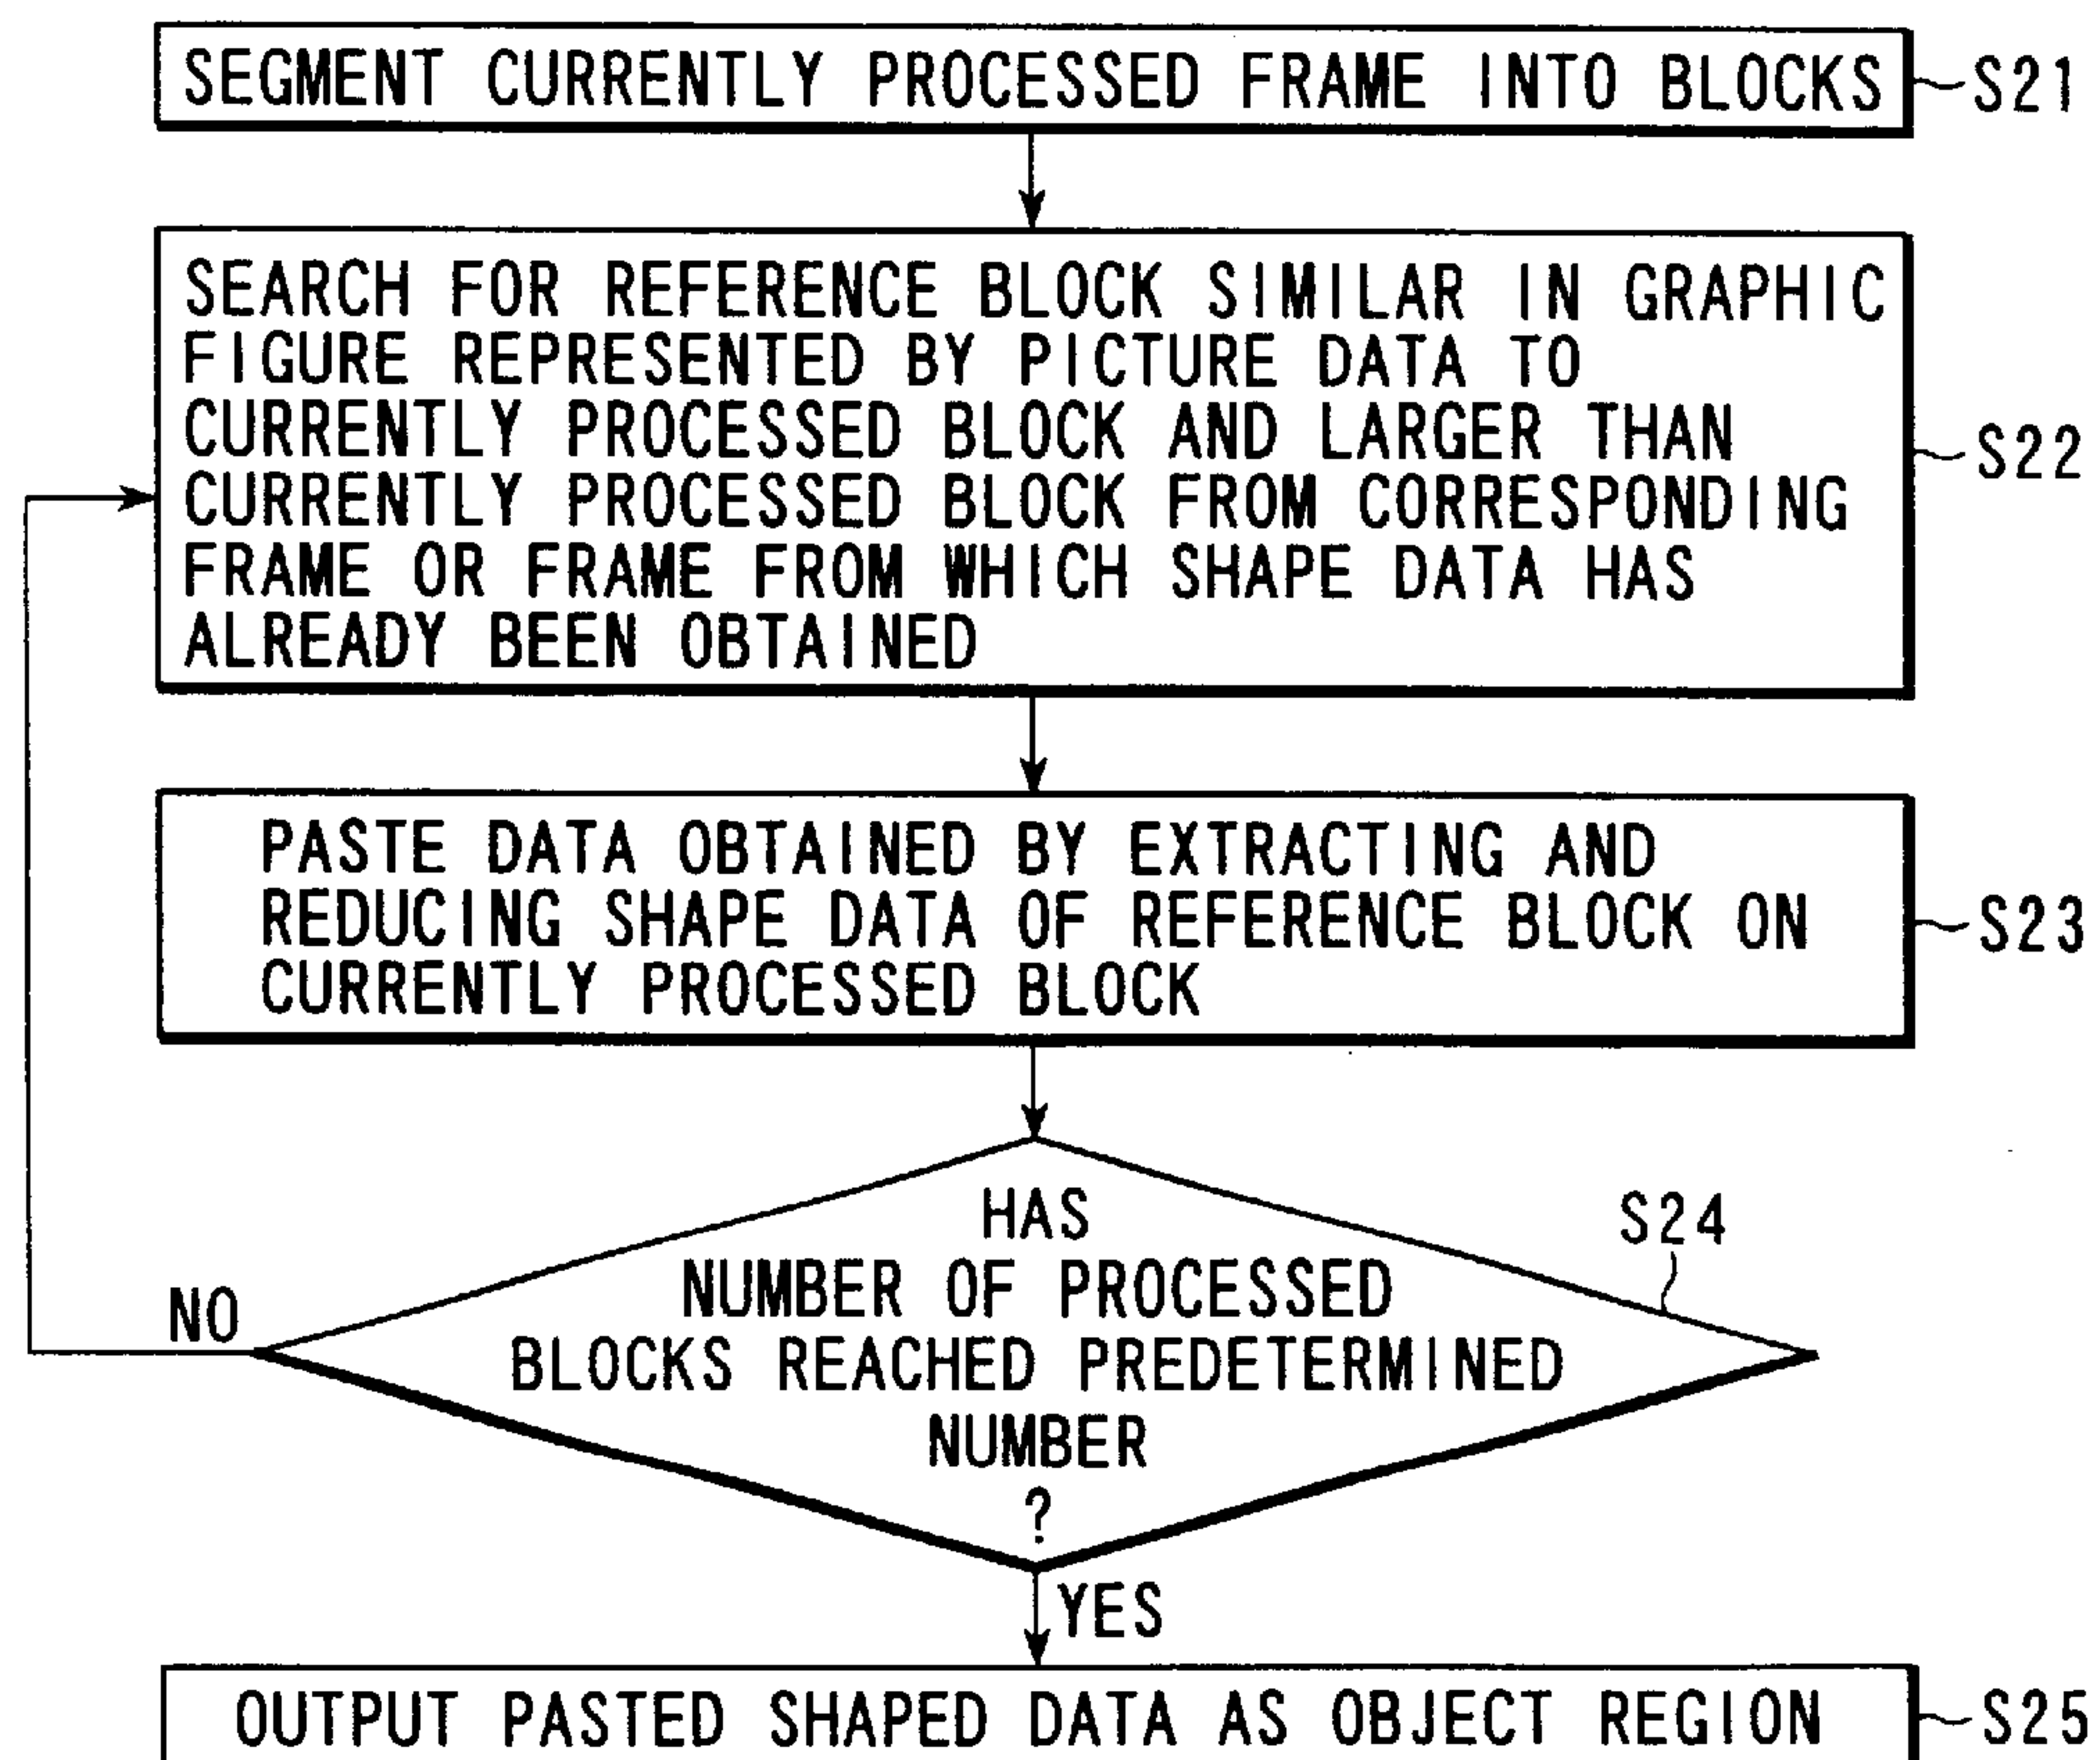 SEGMENT CURRENTLY PROCESSED FRAME INTO BLOCKS
S21
SEARCH FOR REFERENCE BLOCK SIMILAR IN GRAPHIC
FIGURE REPRESENTED BY PICTURE DATA TO
CURRENTLY PROCESSED BLOCK AND LARGER THAN
CURRENTLY PROCESSED BLOCK FROM CORRESPONDING
FRAME OR FRAME FROM WHICH SHAPE DATA HAS
ALREADY BEEN OBTAINED
S22
PASTE DATA OBTAINED BY EXTRACTING AND
REDUCING SHAPE DATA OF REFERENCE BLOCK ON
CURRENTLY PROCESSED BLOCK
S23
HAS
NUMBER OF PROCESSED
BLOCKS REACHED PREDETERMINED
NUMBER
?
S24
NO
YES
OUTPUT PASTED SHAPED DATA AS OBJECT REGION
S25